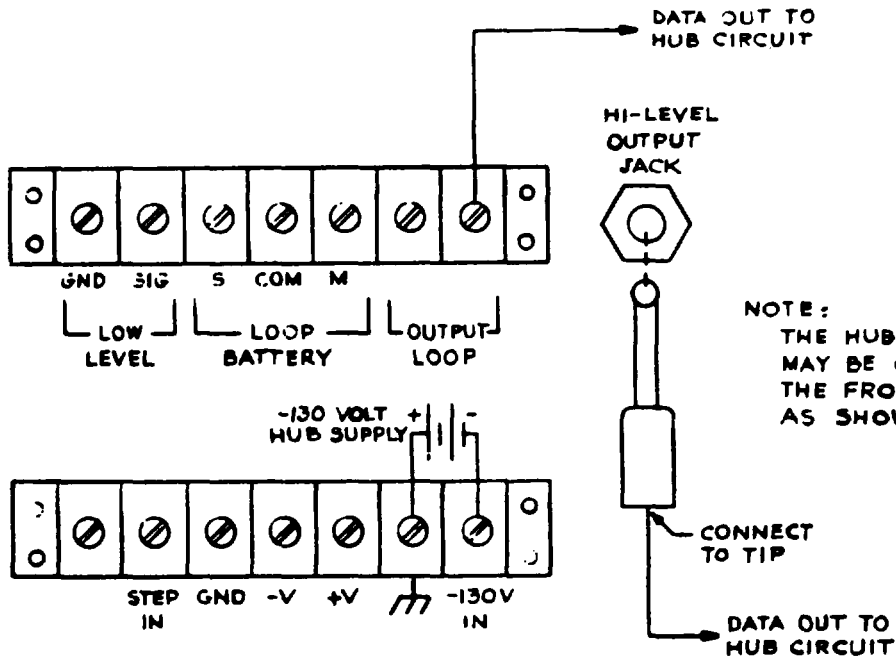 DATA OUT TO
HUB CIRCUIT
HI-LEVEL
OUTPUT
JACK
GND SIG S COM M
LOW
LEVEL
LOOP
BATTERY
OUTPUT
LOOP
NOTE:
THE HUB
MAY BE
THE FRO
AS SHOW
-130 VOLT + -
HUB SUPPLY
CONNECT
TO TIP
STEP
IN
GND -V +V
-130V
IN
DATA OUT TO
HUB CIRCUIT